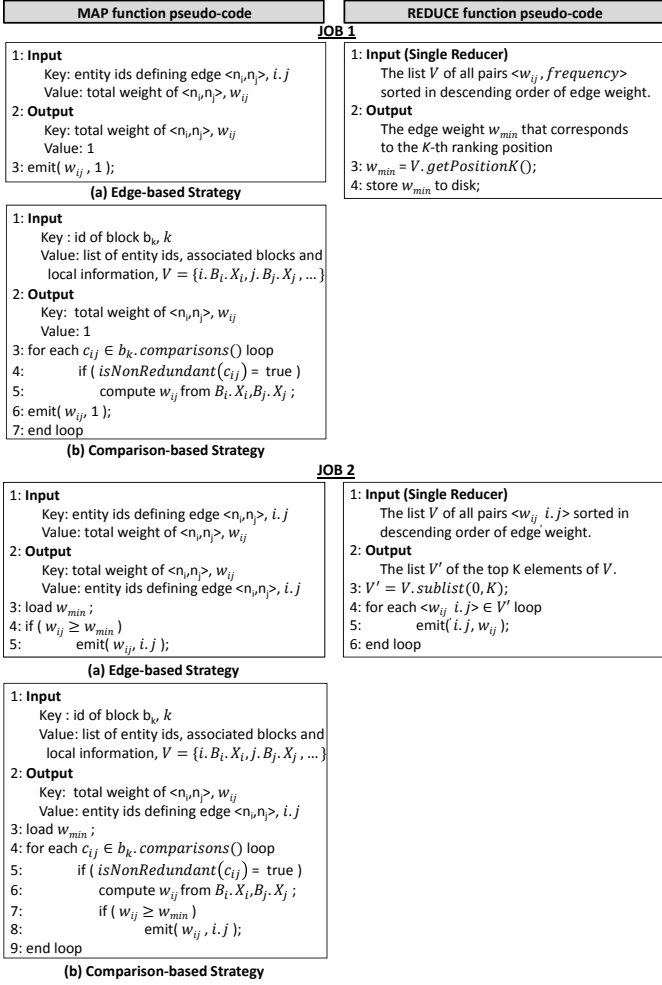 MAP function pseudo-code
REDUCE function pseudo-code
JOB 1
1: Input
Key: entity ids defining edge <ni,nj>, i.j
Value: total weight of <ni,nj>, wij
2: Output
Key: total weight of <ni,nj>, wij
Value: 1
3: emit( wij , 1 );
(a) Edge-based Strategy
1: Input (Single Reducer)
The list V of all pairs <wij, frequency>
sorted in descending order of edge weight.
2: Output
The edge weight wmin that corresponds
to the K-th ranking position
3: wmin = V.getPositionK();
4: store wmin to disk;
1: Input
Key : id of block bk, k
Value: list of entity ids, associated blocks and
local information, V = {i.Bi.Xi, j.Bj.Xj , … }
2: Output
Key: total weight of <ni,nj>, wij
Value: 1
3: for each cij ∈ bk.comparisons() loop
4: if ( isNonRedundant(cij) = true )
5: compute wij from Bi.Xi,Bj.Xj ;
6: emit( wij, 1 );
7: end loop
(b) Comparison-based Strategy
JOB 2
1: Input
Key: entity ids defining edge <ni,nj>, i.j
Value: total weight of <ni,nj>, wij
2: Output
Key: total weight of <ni,nj>, wij
Value: entity ids defining edge <ni,nj>, i.j
3: load wmin ;
4: if ( wij ≥ wmin )
5: emit( wij, i.j );
(a) Edge-based Strategy
1: Input (Single Reducer)
The list V of all pairs <wij, i.j> sorted in
descending order of edge weight.
2: Output
The list V′ of the top K elements of V.
3: V′ = V.sublist(0, K);
4: for each <wij, i.j> ∈ V′ loop
5: emit( i.j, wij );
6: end loop
1: Input
Key : id of block bk, k
Value: list of entity ids, associated blocks and
local information, V = {i.Bi.Xi, j.Bj.Xj , … }
2: Output
Key: total weight of <ni,nj>, wij
Value: entity ids defining edge <ni,nj>, i.j
3: load wmin ;
4: for each cij ∈ bk.comparisons() loop
5: if ( isNonRedundant(cij) = true )
6: compute wij from Bi.Xi,Bj.Xj ;
7: if ( wij ≥ wmin )
8: emit( wij , i.j );
9: end loop
(b) Comparison-based Strategy